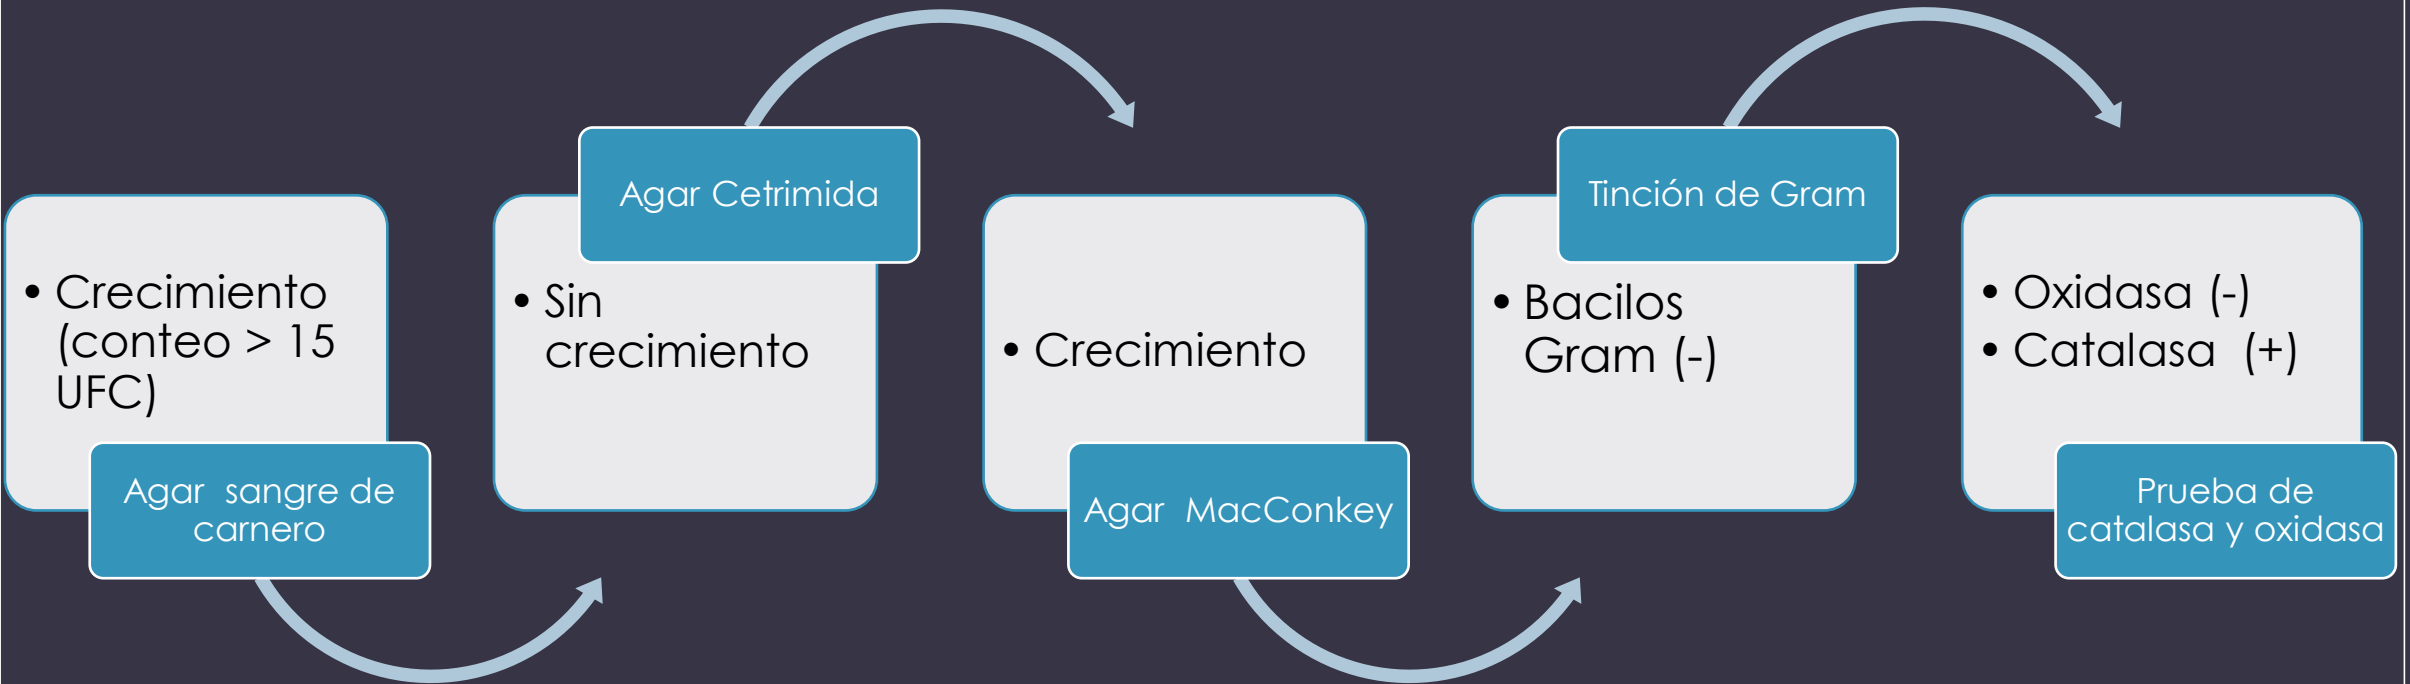 • Crecimiento
(conteo > 15
UFC)
Agar sangre de
carnero
Agar Cetrimida
• Sin
crecimiento
• Crecimiento
Agar MacConkey
Tinción de Gram
• Bacilos
Gram (-)
• Oxidasa (-)
• Catalasa (+)
Prueba de
catalasa y oxidasa